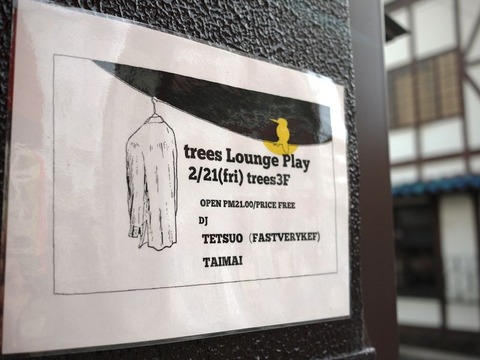 trees Lounge Play
2/21(fri) trees3F
OPEN PM21.00/PRICE FREE
DJ
TETSUO (FASTVERYKEF)
TAIMAI